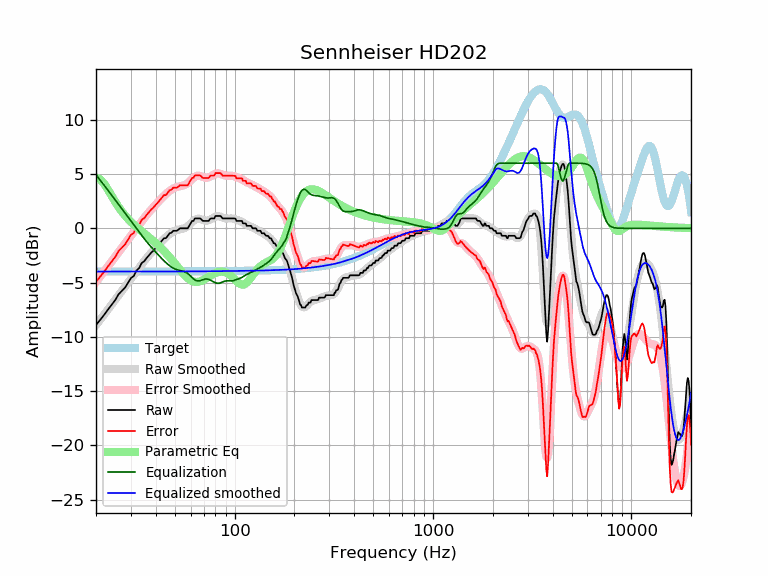 Sennheiser HD202
Amplitude (dBr)
10
5
0
−5
−10
−15
−20
−25
Target
Raw Smoothed
Error Smoothed
Raw
Error
Parametric Eq
Equalization
Equalized smoothed
100
1000
10000
Frequency (Hz)